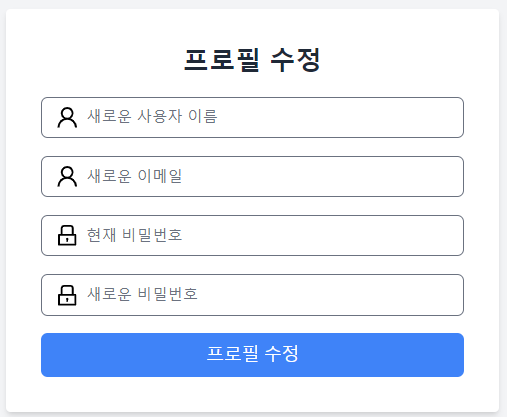 프로필 수정
새로운 사용자 이름
새로운 이메일
현재 비밀번호
새로운 비밀번호
프로필 수정